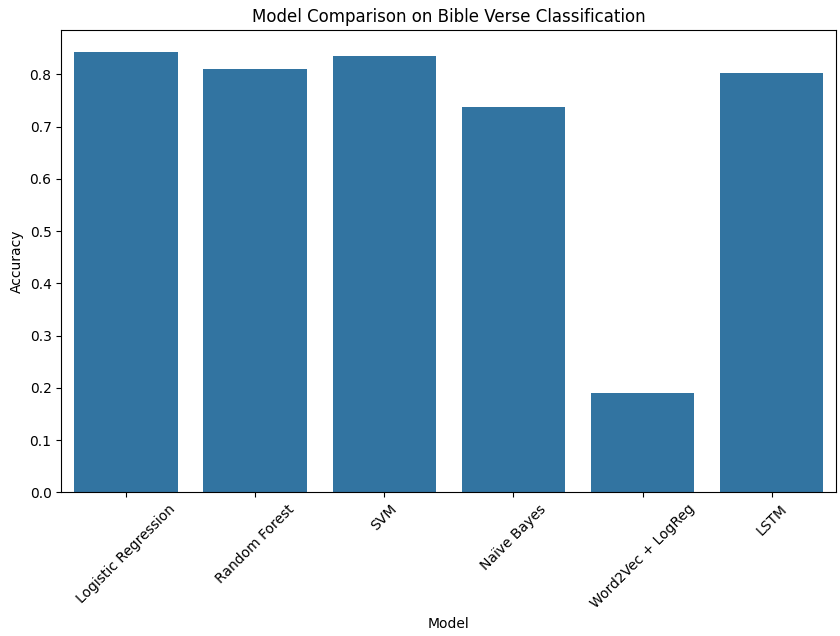 Model Comparison on Bible Verse Classification
Accuracy
0.8
0.7
0.6
0.5
0.4
0.3
0.2
0.1
0.0
Logistic Regression
Random Forest
SVM
Naïve Bayes
Word2Vec + LogReg
LSTM
Model